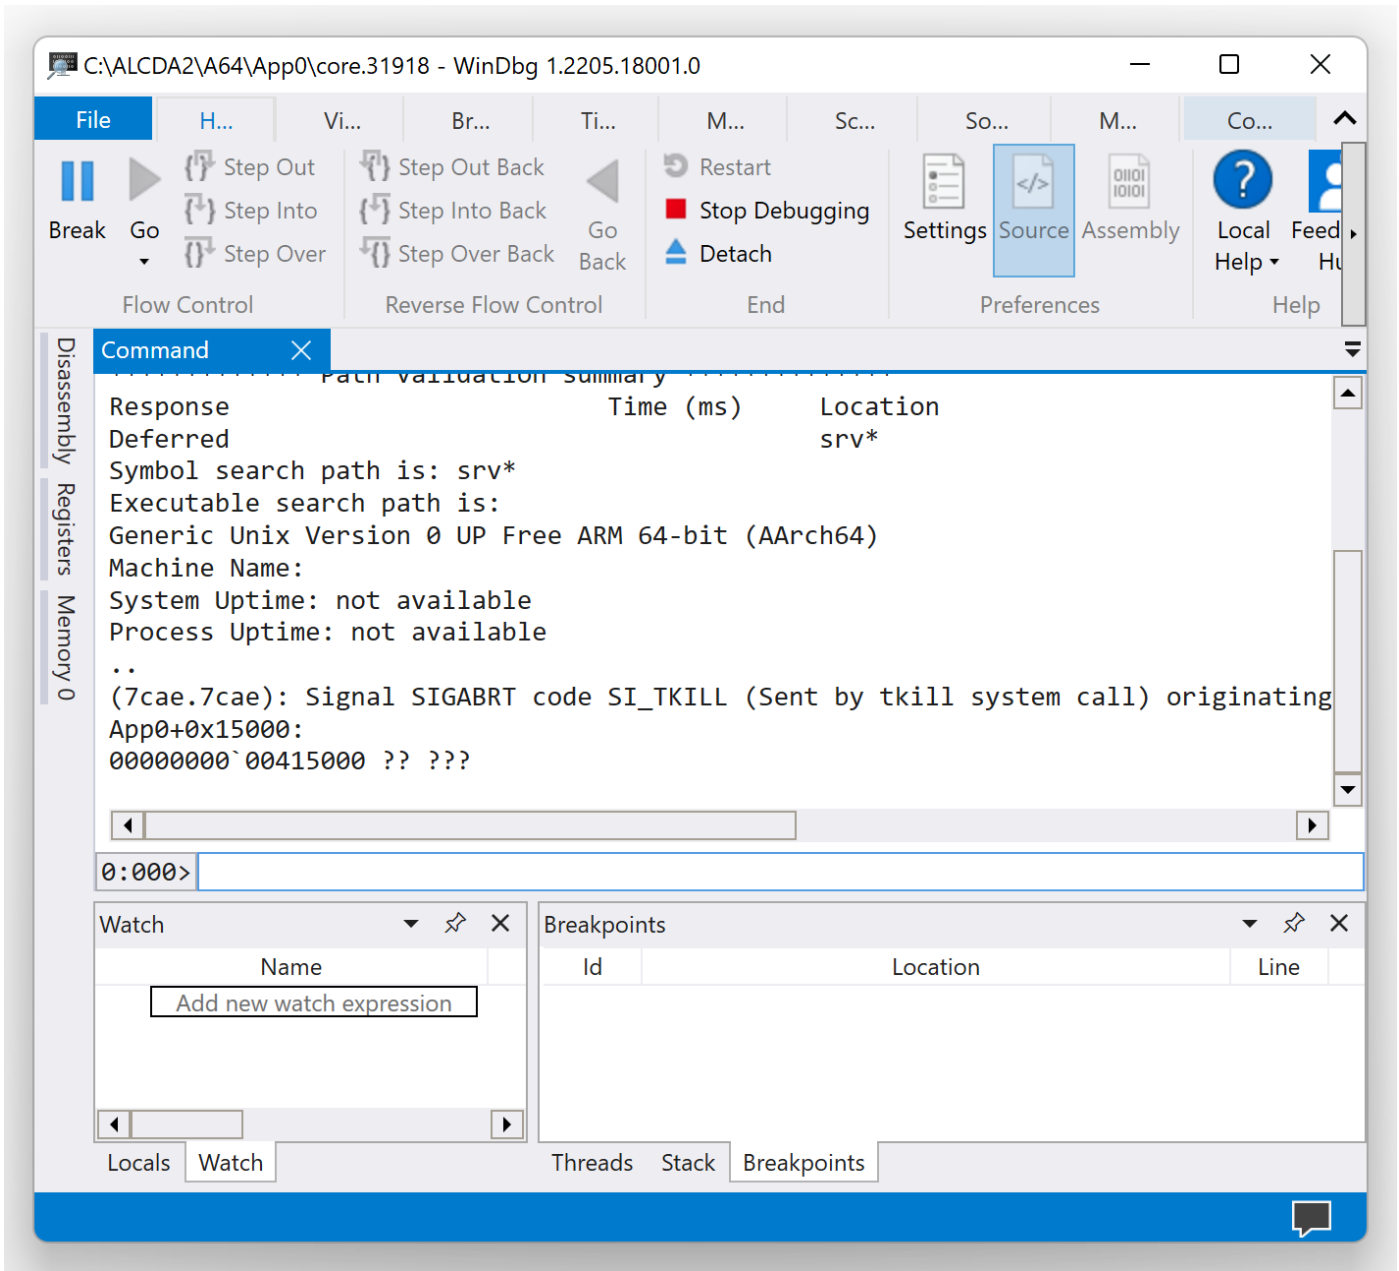 C:\ALCDA2\A64\App0\core.31918 - WinDbg 1.2205.18001.0
File H... Vi... Br... Ti... M... Sc... So... M... Co...
Break
Go
Step Out
Step Into
Step Over
Flow Control
Step Out Back
Step Into Back
Step Over Back
Go
Back
Reverse Flow Control
Restart
Stop Debugging
Detach
End
Settings
Source
Assembly
Preferences
Local
Help
Feed
Hu
Help
Disassembly
Registers
Memory 0
Command
************* Path validation summary **************
Response Time (ms) Location
Deferred srv*
Symbol search path is: srv*
Executable search path is:
Generic Unix Version 0 UP Free ARM 64-bit (AArch64)
Machine Name:
System Uptime: not available
Process Uptime: not available
..
(7cae.7cae): Signal SIGABRT code SI_TKILL (Sent by tkill system call) originating
App0+0x15000:
00000000`00415000 ?? ???
0:000>
Watch
Name
Add new watch expression
Locals Watch
Breakpoints
Id Location Line
Threads Stack Breakpoints